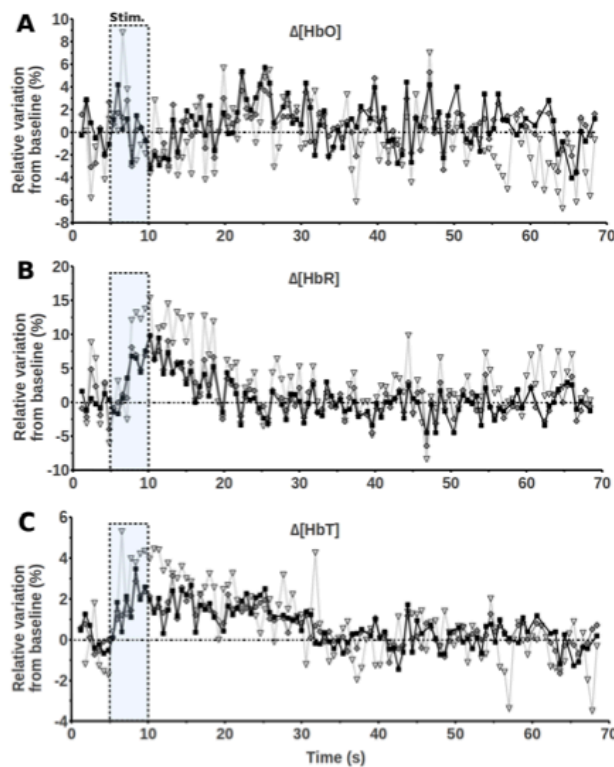 A
Stim.
Δ[HbO]
Relative variation
from baseline (%)
10
8
6
4
2
0
-2
-4
-6
-8
0 10 20 30 40 50 60 70
B
Δ[HbR]
Relative variation
from baseline (%)
20
15
10
5
0
-5
-10
0 10 20 30 40 50 60 70
C
Δ[HbT]
Relative variation
from baseline (%)
6
4
2
0
-2
-4
0 10 20 30 40 50 60 70
Time (s)